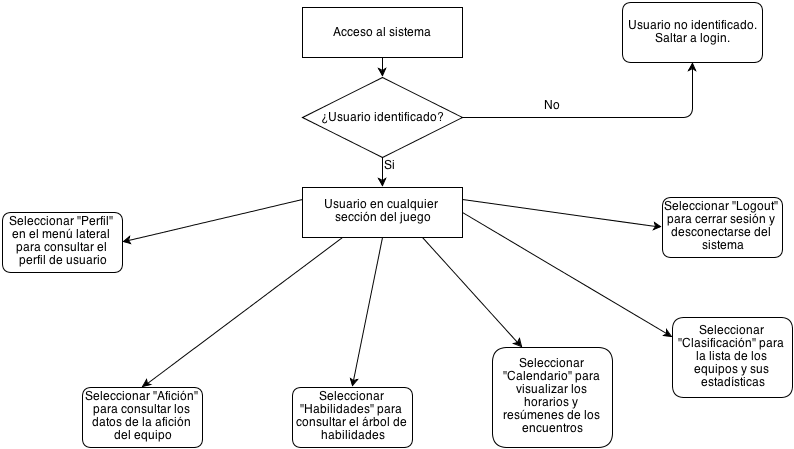 Acceso al sistema
Usuario no identificado.
Saltar a login.
¿Usuario identificado?
No
Si
Usuario en cualquier
sección del juego
Seleccionar "Perfil"
en el menú lateral
para consultar el
perfil de usuario
Seleccionar "Logout"
para cerrar sesión y
desconectarse del
sistema
Seleccionar "Afición"
para consultar los
datos de la afición
del equipo
Seleccionar
"Habilidades" para
consultar el árbol de
habilidades
Seleccionar
"Calendario" para
visualizar los
horarios y
resúmenes de los
encuentros
Seleccionar
"Clasificación" para
la lista de los
equipos y sus
estadísticas